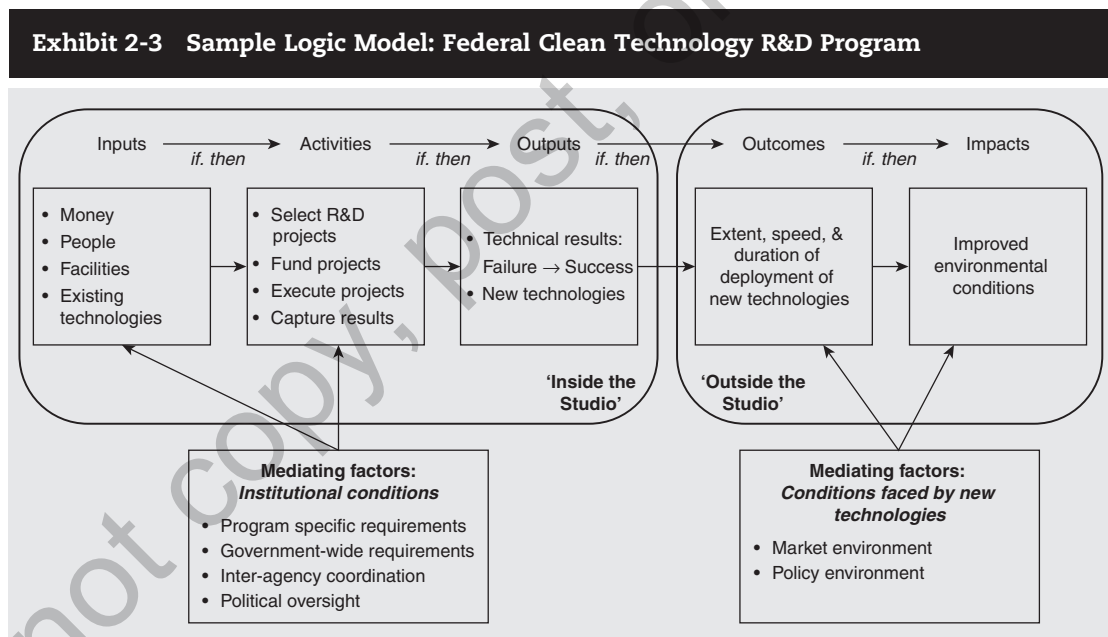 Exhibit 2-3 Sample Logic Model: Federal Clean Technology R&D Program
Inputs
if. then
Activities
if. then
Outputs
if. then
Outcomes
if. then
Impacts
• Money
• People
• Facilities
• Existing
technologies
• Select R&D
projects
• Fund projects
• Execute projects
• Capture results
• Technical results:
Failure → Success
• New technologies
Extent, speed, &
duration of
deployment of
new technologies
Improved
environmental
conditions
'Inside the
Studio'
'Outside the
Studio'
Mediating factors:
Institutional conditions
• Program specific requirements
• Government-wide requirements
• Inter-agency coordination
• Political oversight
Mediating factors:
Conditions faced by new
technologies
• Market environment
• Policy environment
not copy, post, or